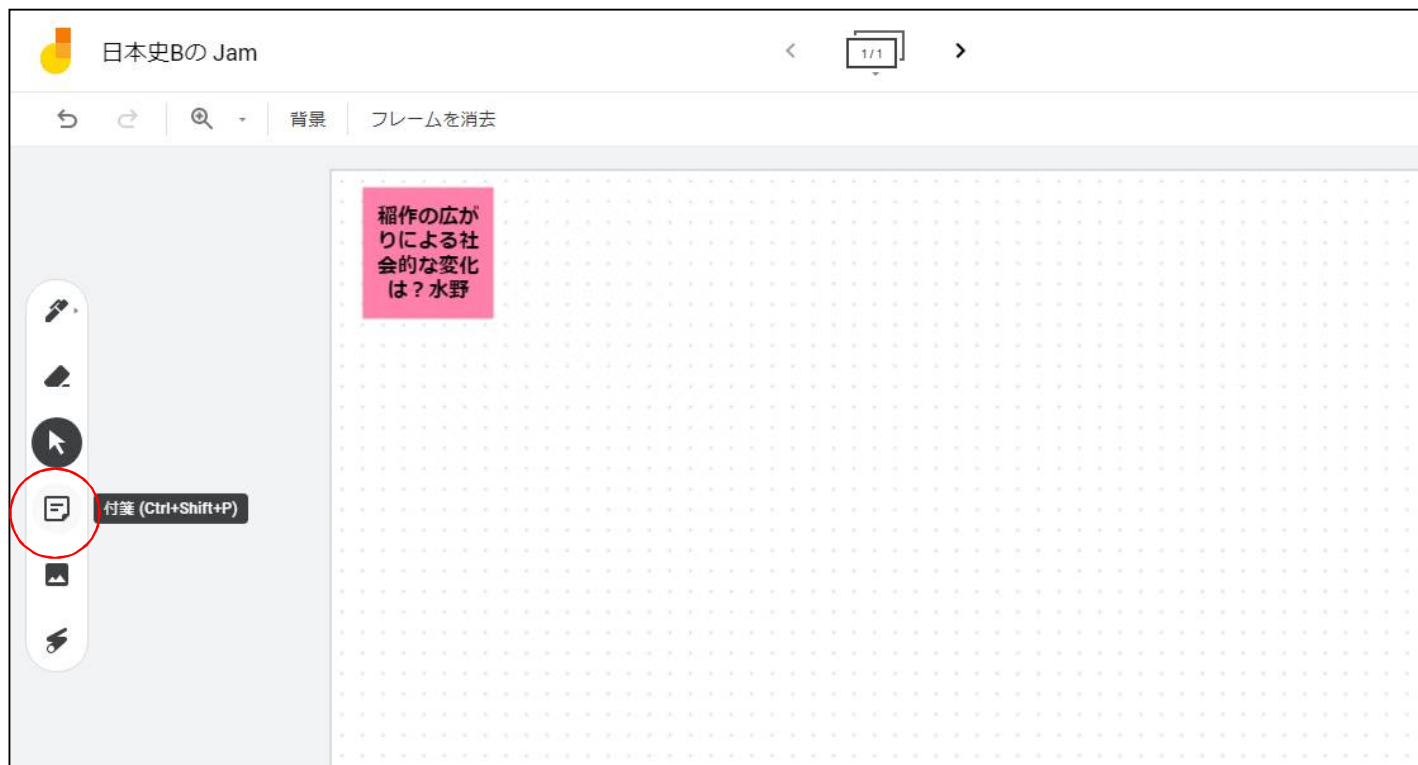 日本史Bの Jam
1/1
背景
フレームを消去
稲作の広が
りによる社
会的な変化
は？水野
付箋 (Ctrl+Shift+P)